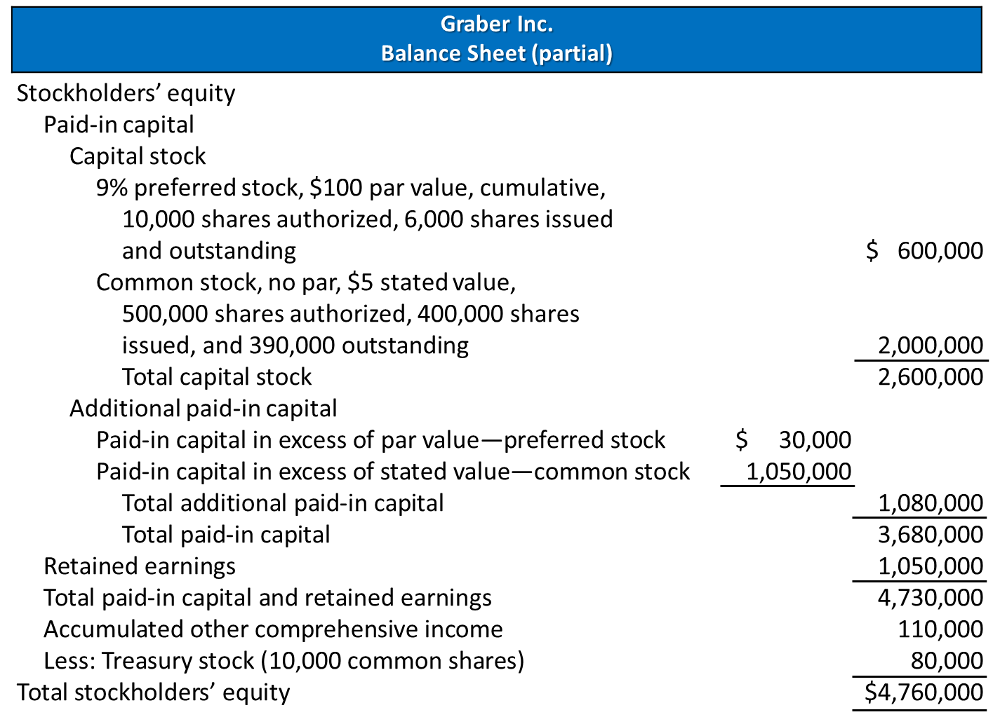 Graber Inc.
Balance Sheet (partial)
Stockholders’ equity
Paid-in capital
Capital stock
9% preferred stock, $100 par value, cumulative,
10,000 shares authorized, 6,000 shares issued
and outstanding $ 600,000
Common stock, no par, $5 stated value,
500,000 shares authorized, 400,000 shares
issued, and 390,000 outstanding 2,000,000
Total capital stock 2,600,000
Additional paid-in capital
Paid-in capital in excess of par value—preferred stock $ 30,000
Paid-in capital in excess of stated value—common stock 1,050,000
Total additional paid-in capital 1,080,000
Total paid-in capital 3,680,000
Retained earnings 1,050,000
Total paid-in capital and retained earnings 4,730,000
Accumulated other comprehensive income 110,000
Less: Treasury stock (10,000 common shares) 80,000
Total stockholders’ equity $4,760,000